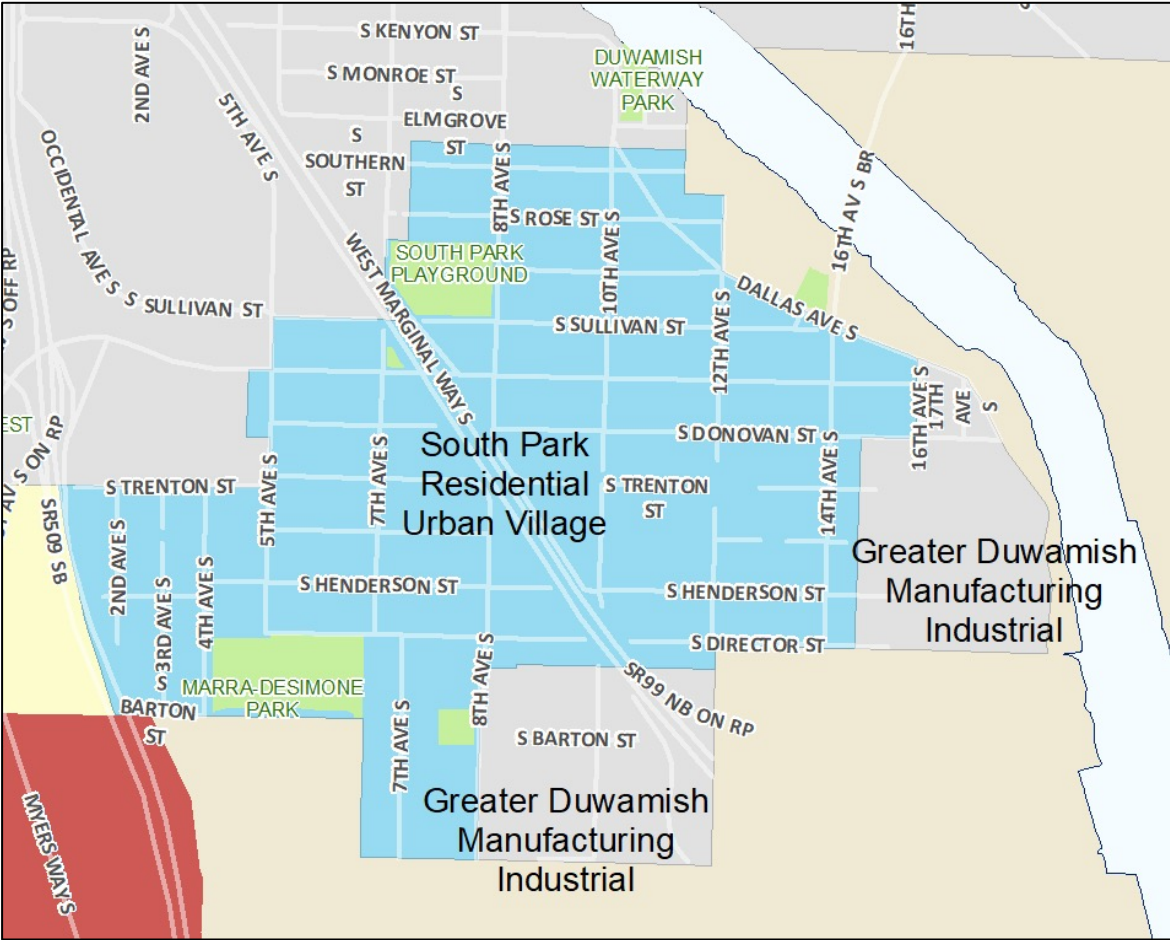 S KENYON ST
16TH
2ND AVE S
S MONROE ST
DUWAMISH
WATERWAY
PARK
5TH AVE S
S
ELMGROVE
ST
S
SOUTHERN
ST
OCCIDENTAL AVE S
8TH AVE S
16TH AV S BR
S ROSE ST
10TH AVE S
WEST MARGINAL WAY S
SOUTH PARK
PLAYGROUND
S OFF RP
S SULLIVAN ST
DALLAS AVE S
S SULLIVAN ST
12TH AVE S
16TH AVE S
17TH
AVE
S
EST
AV S ON RP
S DONOVAN ST
South Park
Residential
Urban Village
7TH AVE S
5TH AVE S
14TH AVE S
S TRENTON ST
S TRENTON
ST
SR509 SB
2ND AVE S
S 3RD AVE S
4TH AVE S
S HENDERSON ST
S HENDERSON ST
Greater Duwamish
Manufacturing
Industrial
S DIRECTOR ST
8TH AVE S
MARRA-DESIMONE
PARK
BARTON
ST
SR99 NB ON RP
7TH AVE S
S BARTON ST
MYERS WAY S
Greater Duwamish
Manufacturing
Industrial